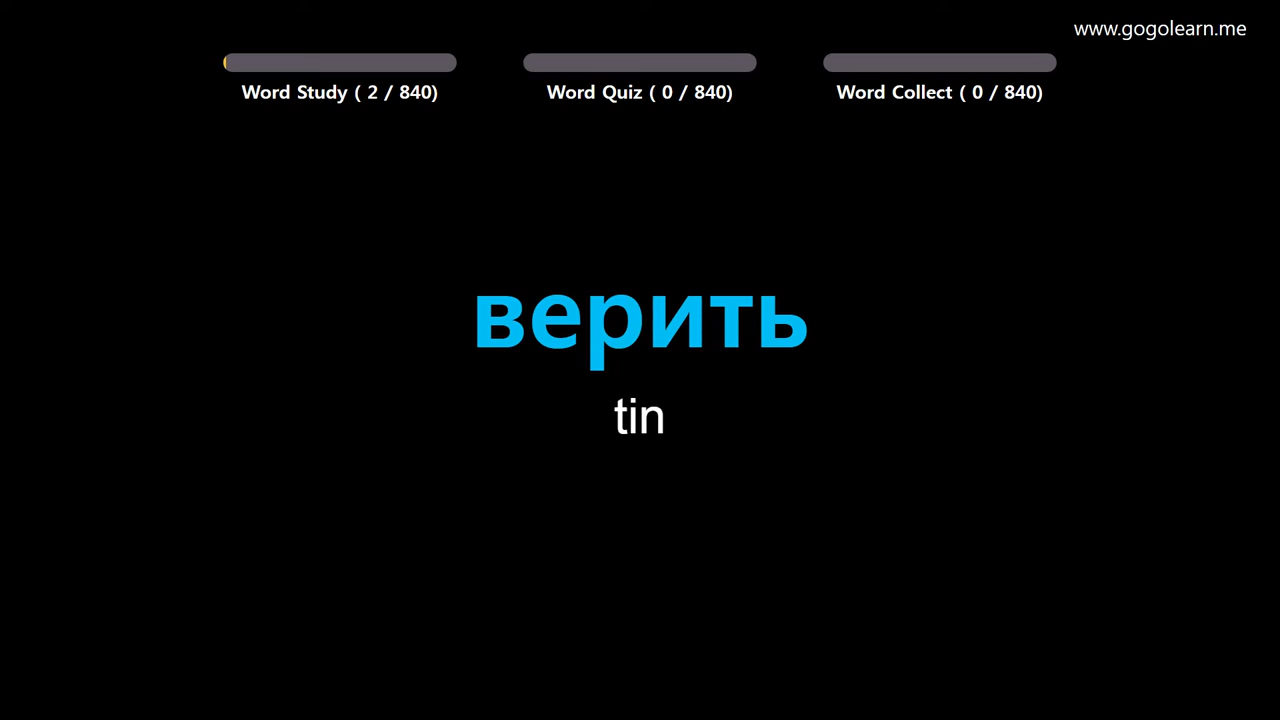 www.gogolearn.me
Word Study ( 2 / 840)
Word Quiz ( 0 / 840)
Word Collect ( 0 / 840)
верить
tin